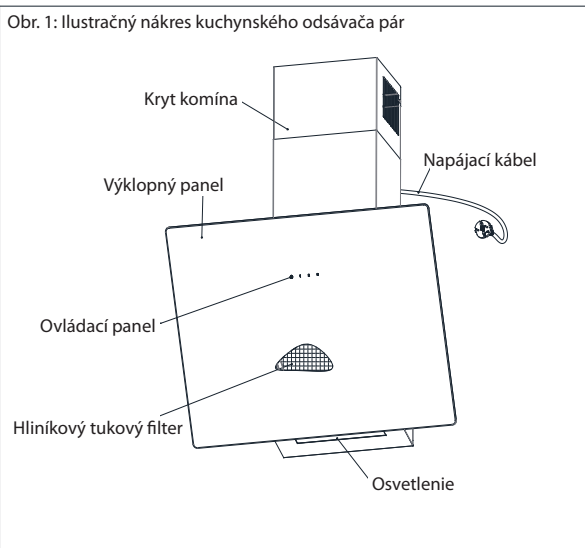 Obr. 1: Ilustračný nákres kuchynského odsávača pár
Kryt komína
Napájací kábel
Výklopný panel
Ovládací panel
Hliníkový tukový filter
Osvetlenie